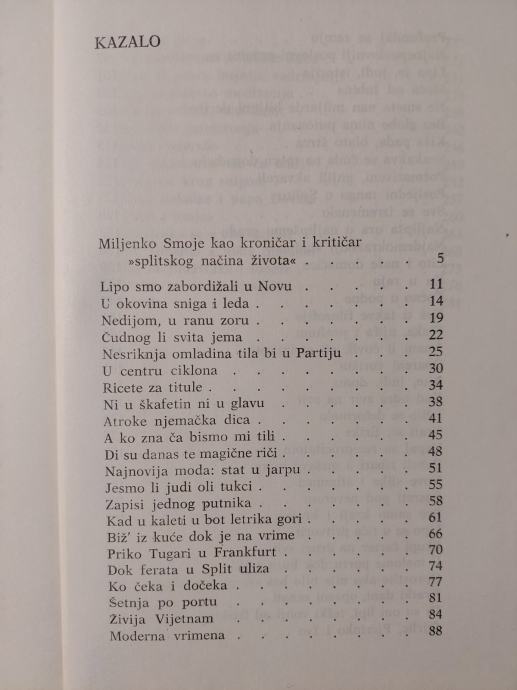 KAZALO
Miljenko Smoje kao kroničar i kritičar
»splitskog načina života« . . . . . 5
Lipo smo zabordižali u Novu . . . . . 11
U okovina sniga i leda . . . . . . 14
Nedijom, u ranu zoru . . . . . . 19
Čudnog li svita jema . . . . . . 22
Nesriknja omladina tila bi u Partiju . . . . 25
U centru ciklona . . . . . . . 30
Ricete za titule . . . . . . . 34
Ni u škafetin ni u glavu . . . . . 38
Atroke njemačka dica . . . . . . 41
A ko zna ča bismo mi tili . . . . . 45
Di su danas te magične riči . . . . . 48
Najnovija moda: stat u jarpu . . . . . 51
Jesmo li judi oli tukci . . . . . . 55
Zapisi jednog putnika . . . . . . 58
Kad u kaleti u bot letrika gori . . . . . 61
Biž' iz kuće dok je na vrime . . . . . 66
Priko Tugari u Frankfurt . . . . . 70
Dok ferata u Split uliza . . . . . 74
Ko čeka i dočeka . . . . . . . 77
Šetnja po portu . . . . . . . 81
Živija Vijetnam . . . . . . . 84
Moderna vrimena . . . . . . . 88